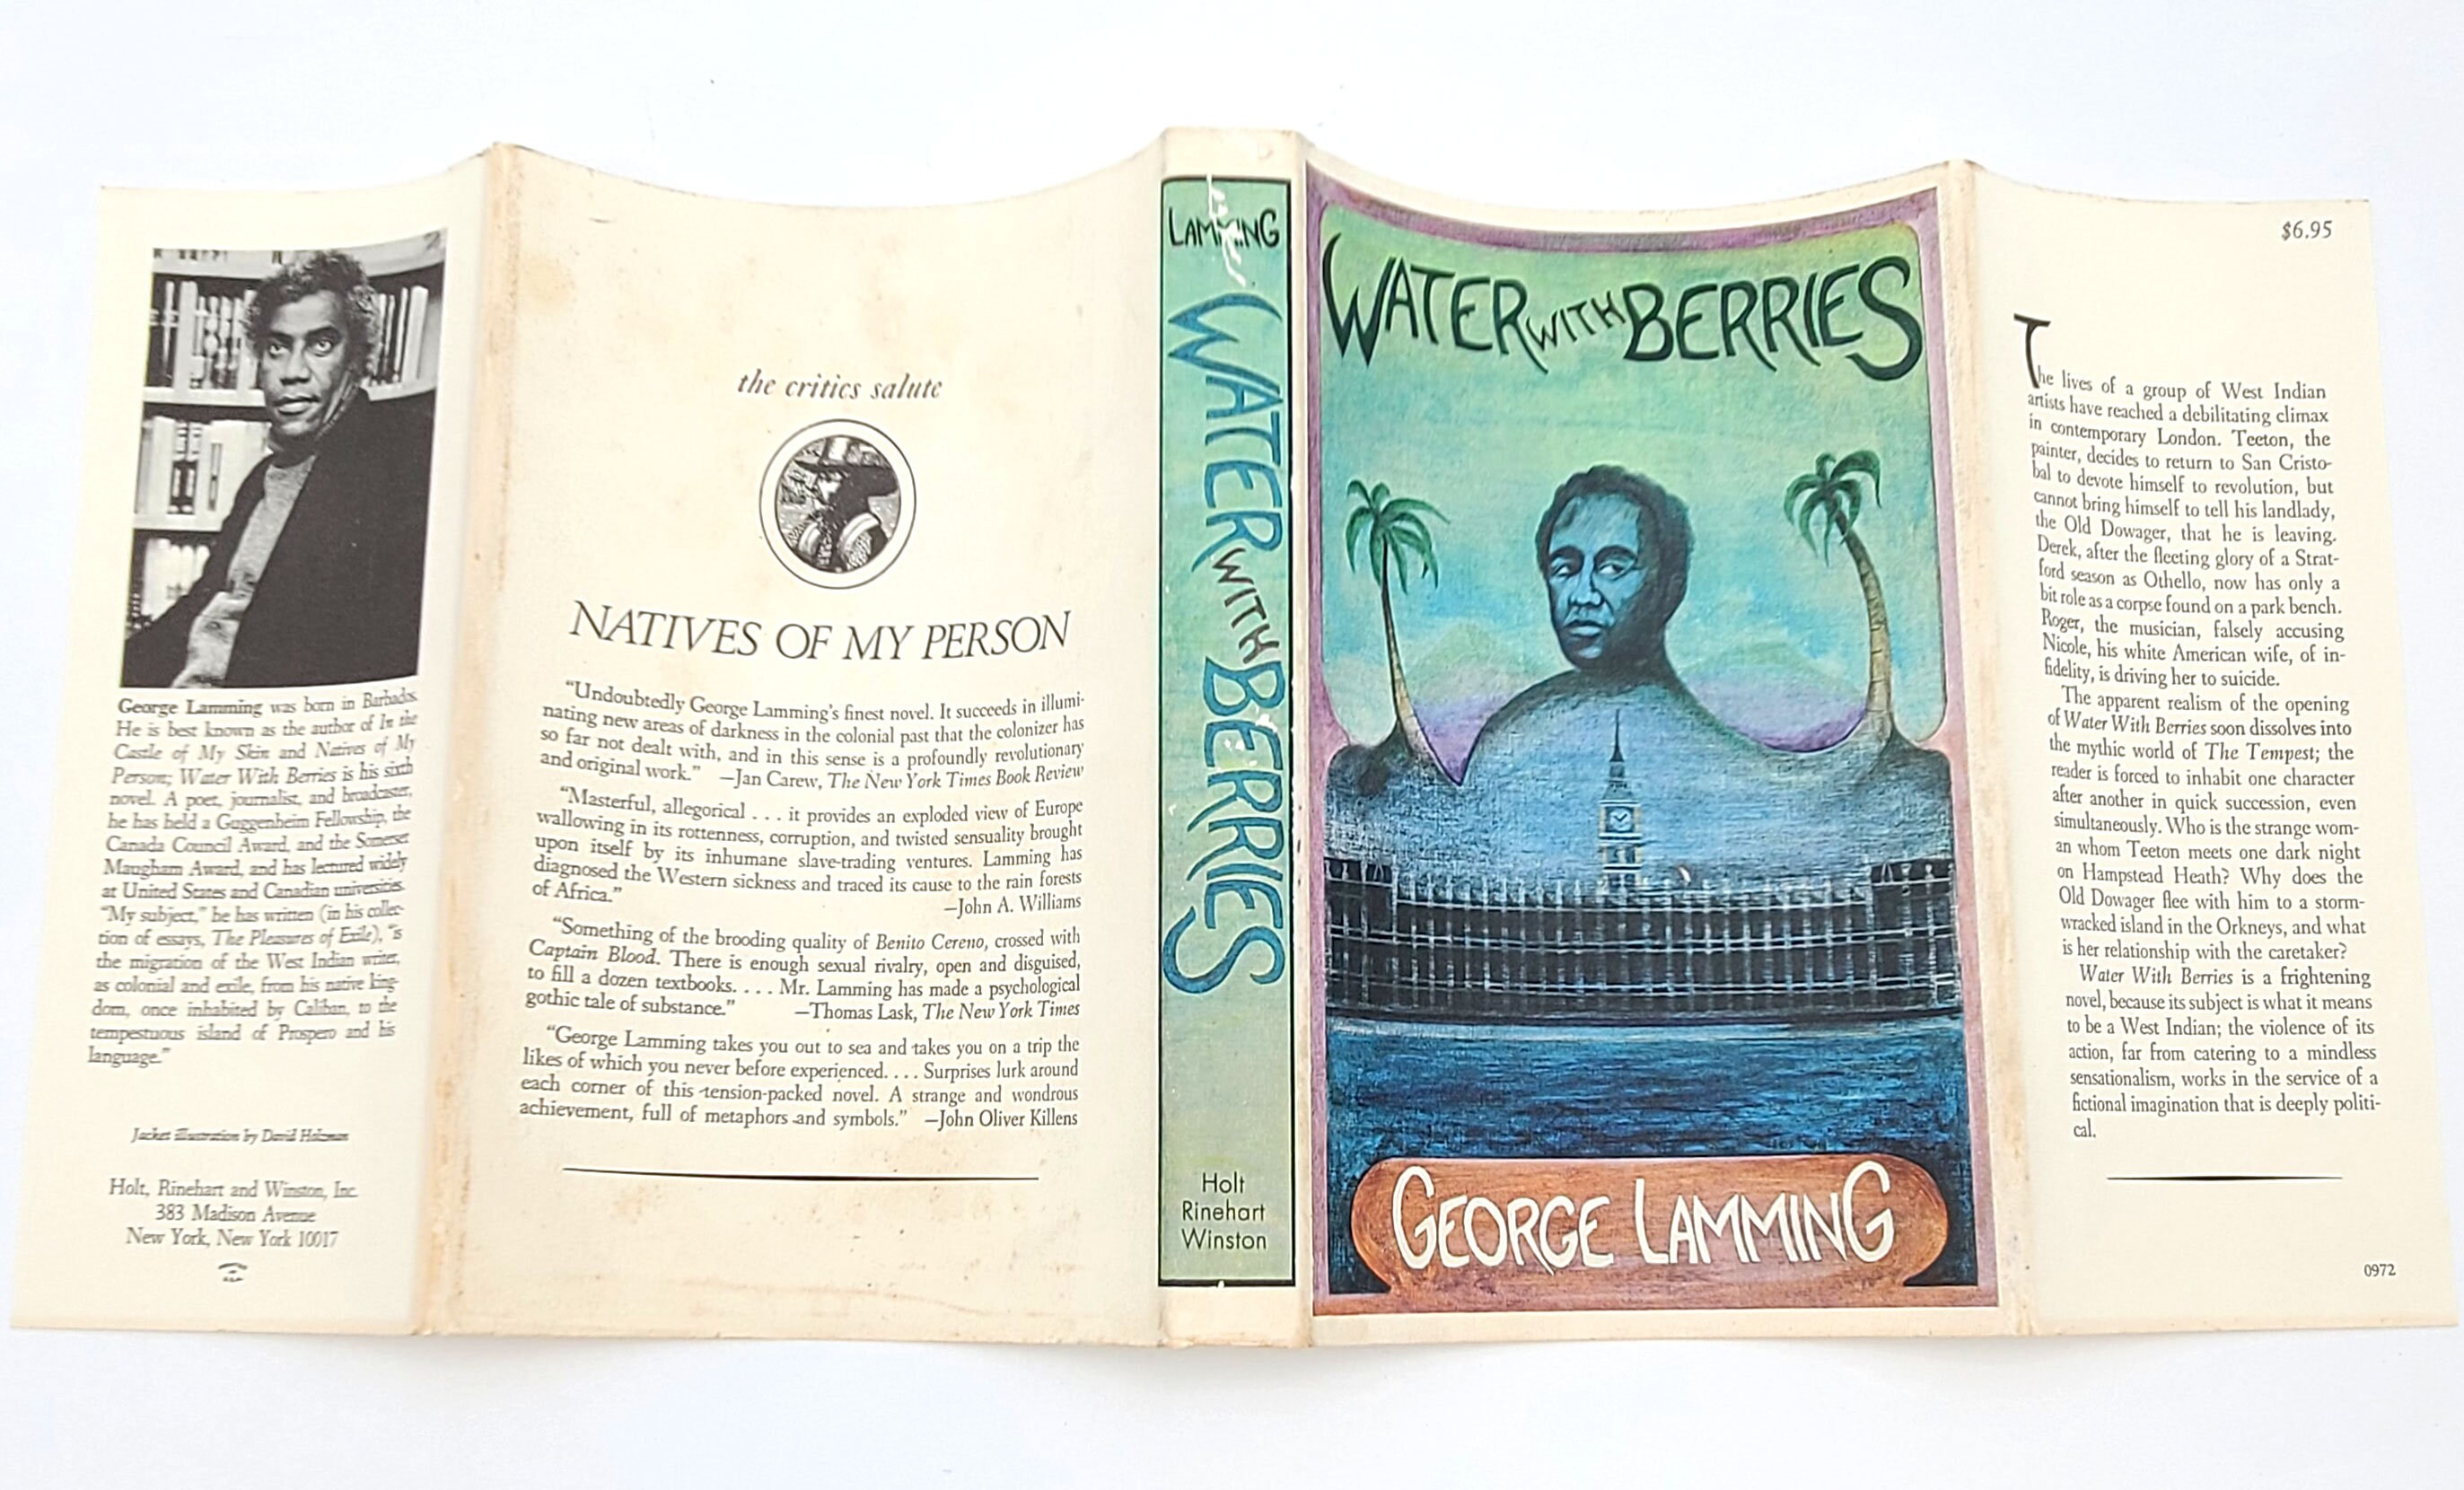 George Lamming was born in Barbados.
He is best known as the author of In the
Castle of My Skin and Natives of My
Person; Water With Berries is his sixth
novel. A poet, journalist, and broadcaster,
he has held a Guggenheim Fellowship, the
Canada Council Award, and the Somerset
Maugham Award, and has lectured widely
at United States and Canadian universities.
“My subject,” he has written (in his collec-
tion of essays, The Pleasures of Exile), “is
the migration of the West Indian writer,
as colonial and exile, from his native king-
dom, once inhabited by Caliban, to the
tempestuous island of Prospero and his
language.”
Jacket illustration by David Holzman
Holt, Rinehart and Winston, Inc.
383 Madison Avenue
New York, New York 10017
the critics salute
NATIVES OF MY PERSON
“Undoubtedly George Lamming’s finest novel. It succeeds in illumi-
nating new areas of darkness in the colonial past that the colonizer has
so far not dealt with, and in this sense is a profoundly revolutionary
and original work.” —Jan Carew, The New York Times Book Review
“Masterful, allegorical . . . it provides an exploded view of Europe
wallowing in its rottenness, corruption, and twisted sensuality brought
upon itself by its inhumane slave-trading ventures. Lamming has
diagnosed the Western sickness and traced its cause to the rain forests
of Africa.” —John A. Williams
“Something of the brooding quality of Benito Cereno, crossed with
Captain Blood. There is enough sexual rivalry, open and disguised,
to fill a dozen textbooks. . . . Mr. Lamming has made a psychological
gothic tale of substance.” —Thomas Lask, The New York Times
“George Lamming takes you out to sea and takes you on a trip the
likes of which you never before experienced. . . . Surprises lurk around
each corner of this tension-packed novel. A strange and wondrous
achievement, full of metaphors and symbols.” —John Oliver Killens
LAMMING
WATER WITH BERRIES
Holt
Rinehart
Winston
WATER WITH BERRIES
GEORGE LAMMING
$6.95
The lives of a group of West Indian
artists have reached a debilitating climax
in contemporary London. Teeton, the
painter, decides to return to San Cristo-
bal to devote himself to revolution, but
cannot bring himself to tell his landlady,
the Old Dowager, that he is leaving.
Derek, after the fleeting glory of a Strat-
ford season as Othello, now has only a
bit role as a corpse found on a park bench.
Roger, the musician, falsely accusing
Nicole, his white American wife, of in-
fidelity, is driving her to suicide.
The apparent realism of the opening
of Water With Berries soon dissolves into
the mythic world of The Tempest; the
reader is forced to inhabit one character
after another in quick succession, even
simultaneously. Who is the strange wom-
an whom Teeton meets one dark night
on Hampstead Heath? Why does the
Old Dowager flee with him to a storm-
wracked island in the Orkneys, and what
is her relationship with the caretaker?
Water With Berries is a frightening
novel, because its subject is what it means
to be a West Indian; the violence of its
action, far from catering to a mindless
sensationalism, works in the service of a
fictional imagination that is deeply politi-
cal.
0972